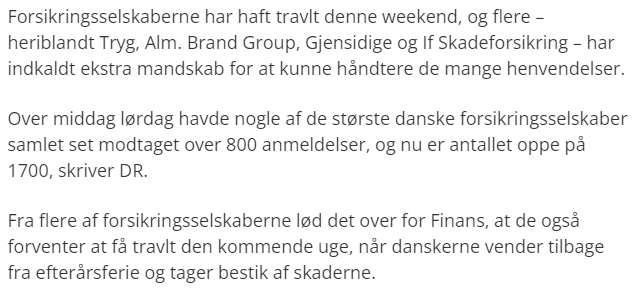 Forsikringsselskaberne har haft travlt denne weekend, og flere –
heriblandt Tryg, Alm. Brand Group, Gjensidige og If Skadeforsikring – har
indkaldt ekstra mandskab for at kunne håndtere de mange henvendelser.
Over middag lørdag havde nogle af de største danske forsikringsselskaber
samlet set modtaget over 800 anmeldelser, og nu er antallet oppe på
1700, skriver DR.
Fra flere af forsikringsselskaberne lød det over for Finans, at de også
forventer at få travlt den kommende uge, når danskerne vender tilbage
fra efterårsferie og tager bestik af skaderne.